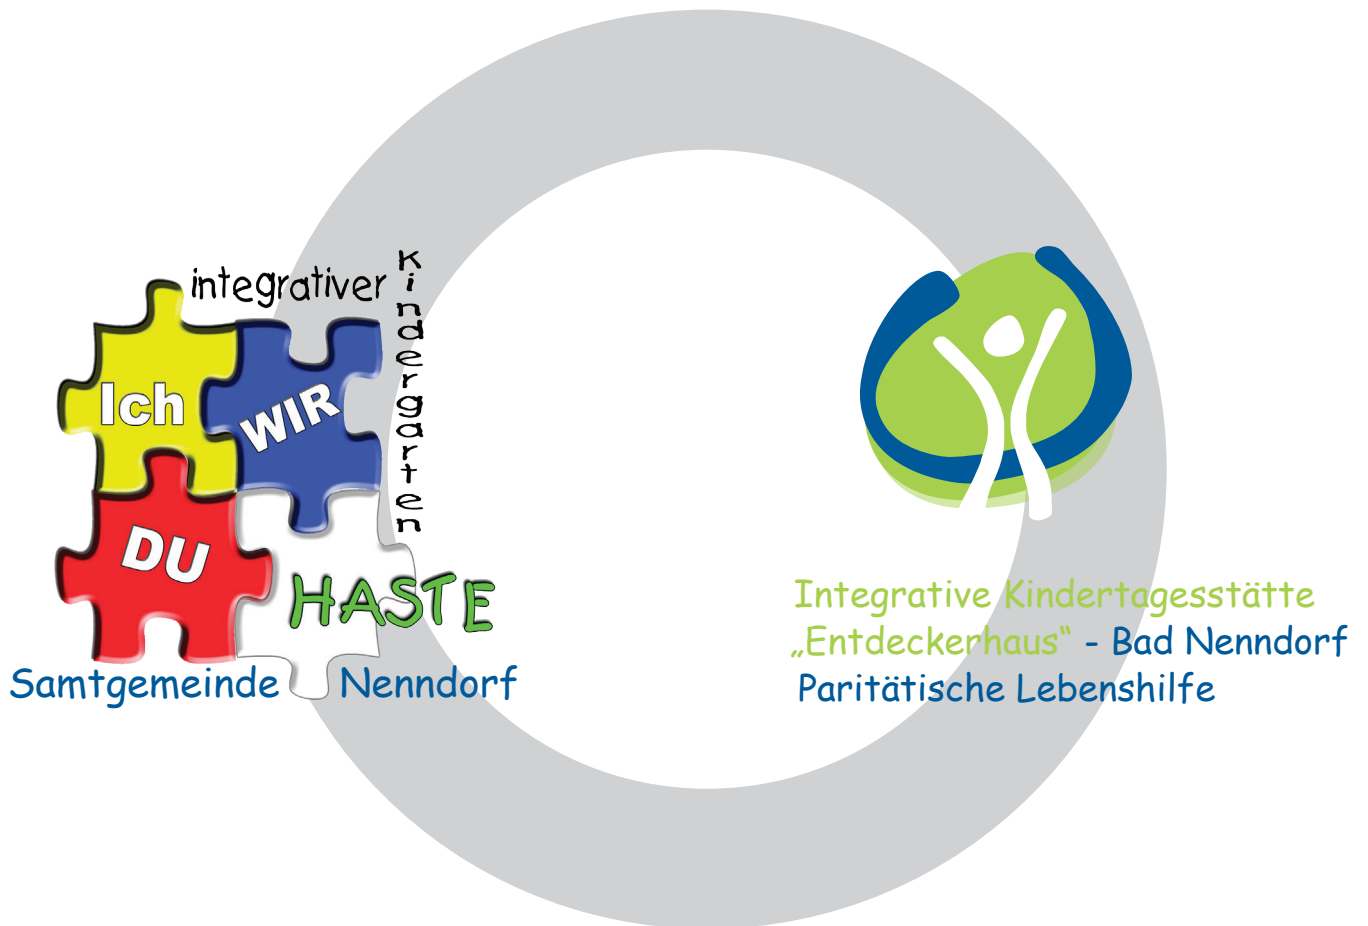 integrativer
Kindergarten
Ich
WIR
DU
HASTE
Samtgemeinde Nenndorf
Integrative Kindertagesstätte
„Entdeckerhaus“ - Bad Nenndorf
Paritätische Lebenshilfe